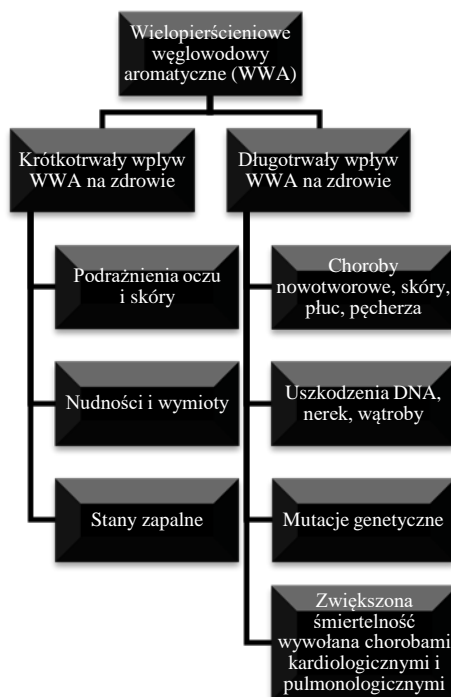 Wielopierścieniowe
węglowodowy
aromatyczne (WWA)
Krótkotrwały wpływ
WWA na zdrowie
Długotrwały wpływ
WWA na zdrowie
Podrażnienia oczu
i skóry
Nudności i wymioty
Stany zapalne
Choroby
nowotworowe, skóry,
płuc, pęcherza
Uszkodzenia DNA,
nerek, wątroby
Mutacje genetyczne
Zwiększona
śmiertelność
wywołana chorobami
kardiologicznymi i
pulmonologicznymi